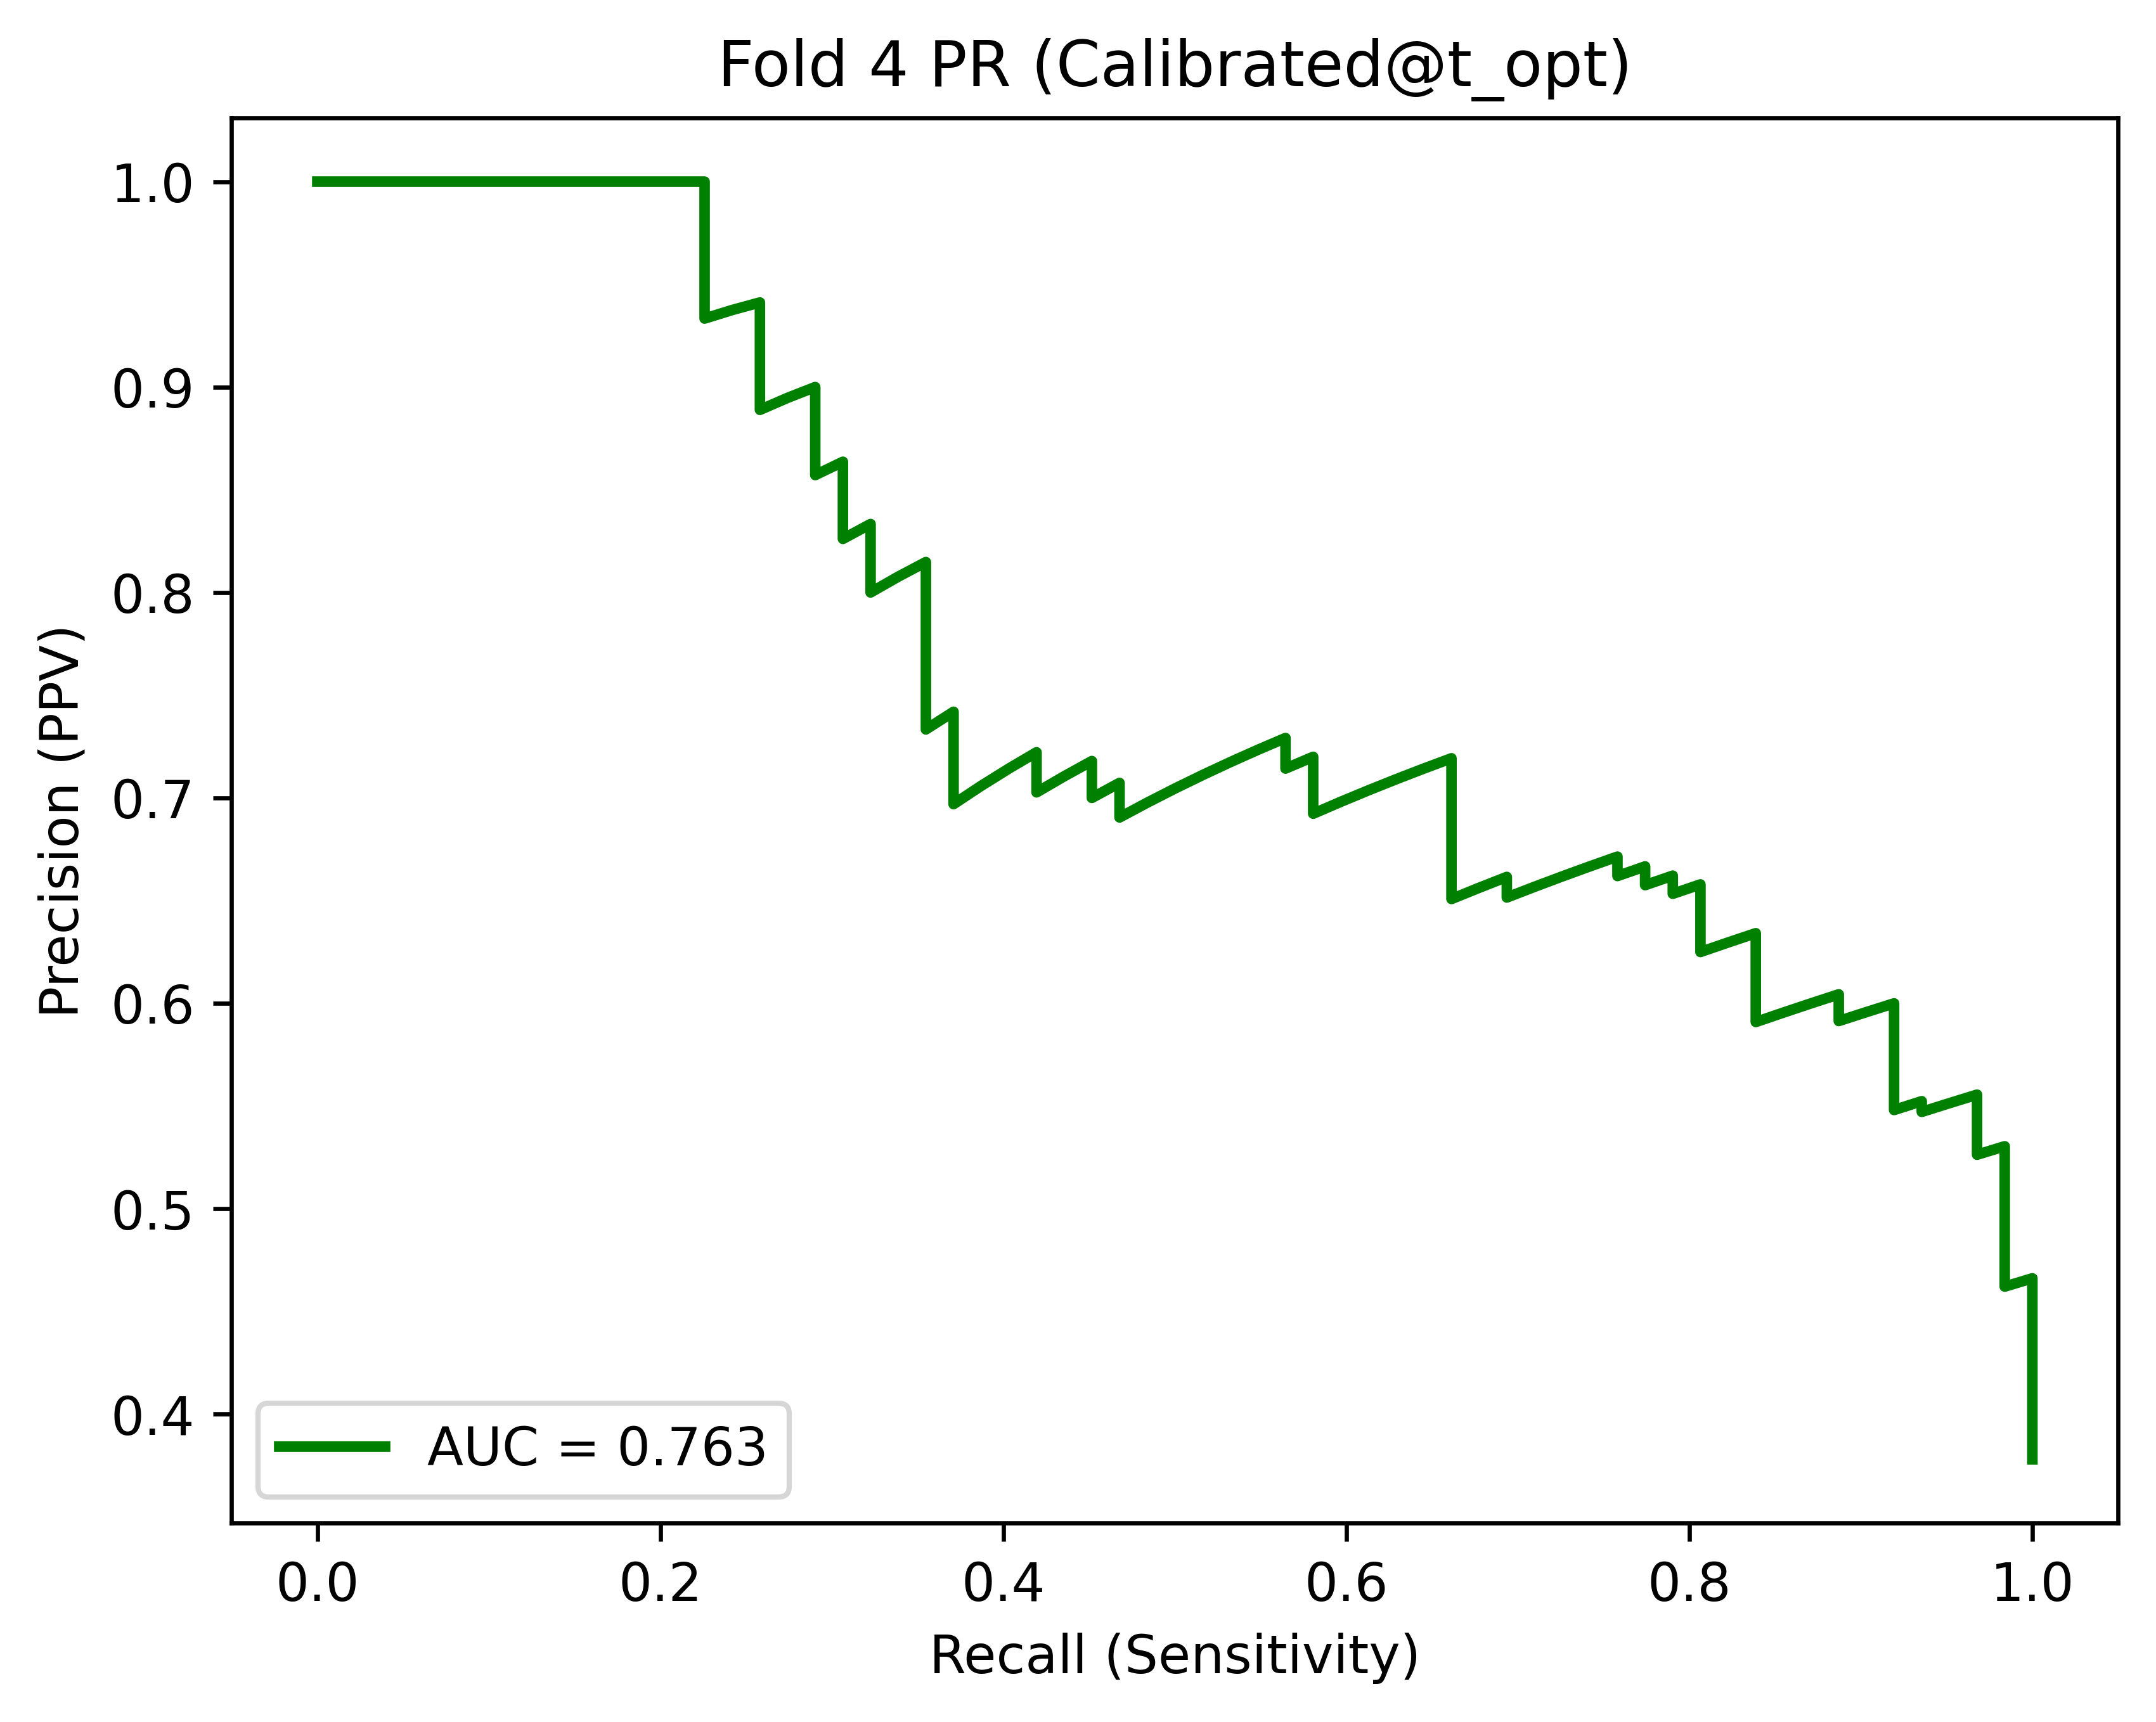 Fold 4 PR (Calibrated@t_opt)
1.0
0.9
0.8
0.7
0.6
0.5
0.4
Precision (PPV)
AUC = 0.763
0.0 0.2 0.4 0.6 0.8 1.0
Recall (Sensitivity)